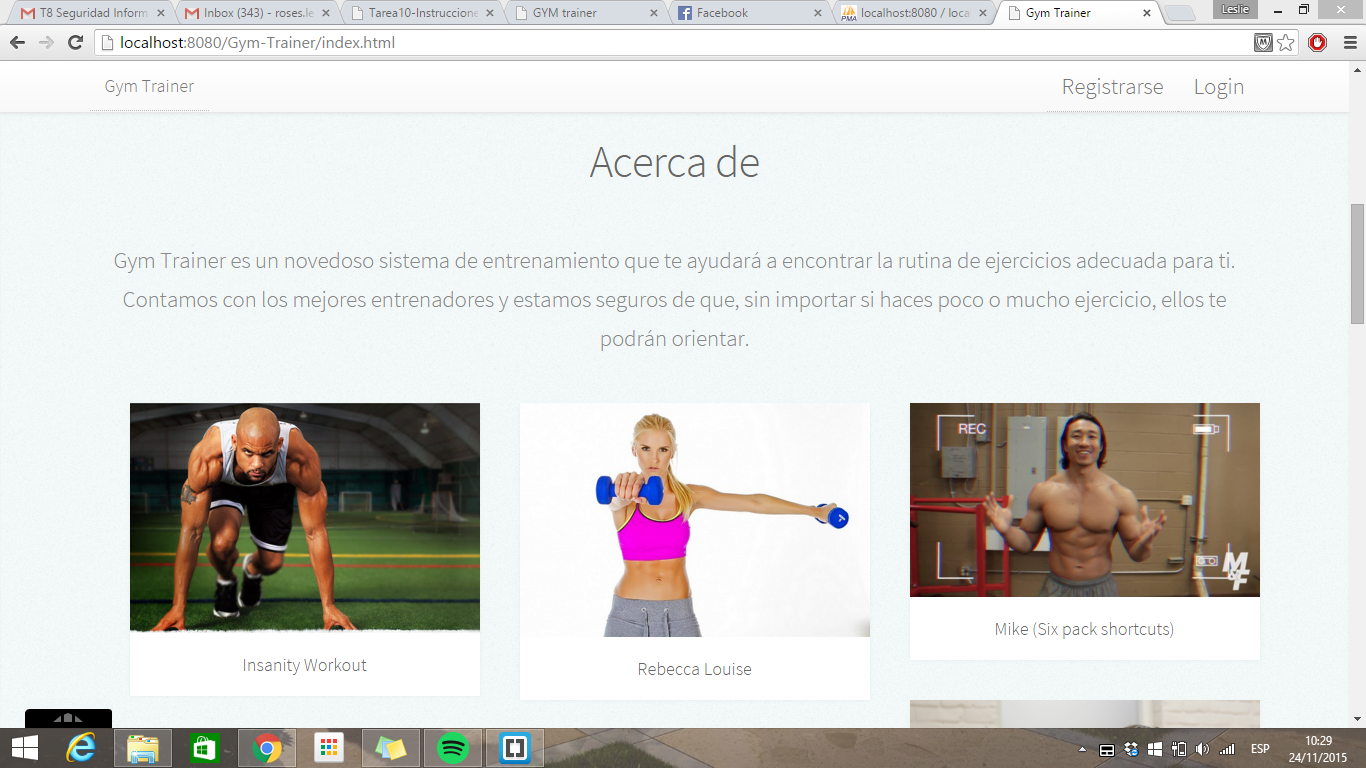 T8 Seguridad Inform
Inbox (343) - roses.le
Tarea10-Instruccione
GYM trainer
Facebook
localhost:8080 / loca
Gym Trainer
Leslie
localhost:8080/Gym-Trainer/index.html
Gym Trainer
Registrarse
Login
Acerca de
Gym Trainer es un novedoso sistema de entrenamiento que te ayudará a encontrar la rutina de ejercicios adecuada para ti.
Contamos con los mejores entrenadores y estamos seguros de que, sin importar si haces poco o mucho ejercicio, ellos te
podrán orientar.
REC
M&F
Insanity Workout
Rebecca Louise
Mike (Six pack shortcuts)
ESP
10:29
24/11/2015